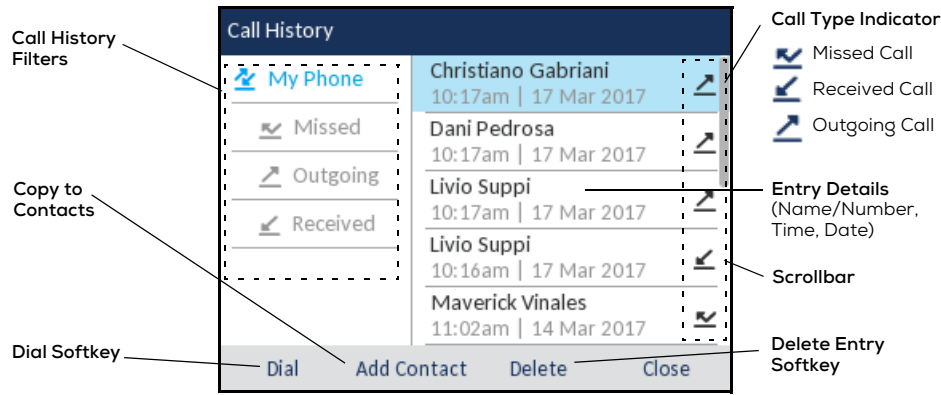 Call History
Filters
Copy to
Contacts
Dial Softkey
Call History
My Phone
Missed
Outgoing
Received
Christiano Gabriani
10:17am | 17 Mar 2017
Dani Pedrosa
10:17am | 17 Mar 2017
Livio Suppi
10:17am | 17 Mar 2017
Livio Suppi
10:16am | 17 Mar 2017
Maverick Vinales
11:02am | 14 Mar 2017
Dial
Add Contact
Delete
Close
Call Type Indicator
Missed Call
Received Call
Outgoing Call
Entry Details
(Name/Number,
Time, Date)
Scrollbar
Delete Entry
Softkey